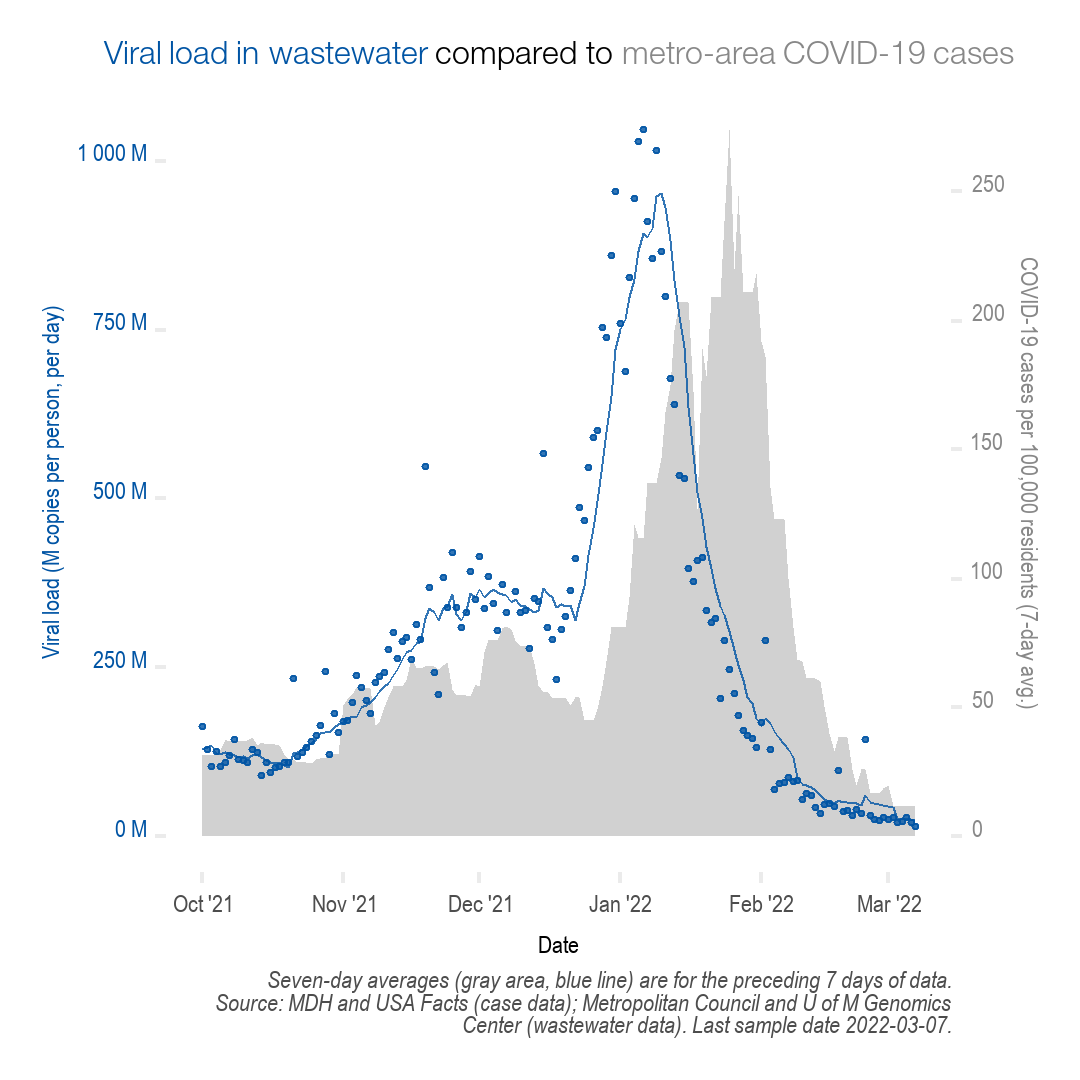 Viral load in wastewater compared to metro-area COVID-19 cases
1 000 M
750 M
500 M
250 M
0 M
Viral load (M copies per person, per day)
250
200
150
100
50
0
COVID-19 cases per 100,000 residents (7-day avg.)
Oct '21
Nov '21
Dec '21
Jan '22
Feb '22
Mar '22
Date
Seven-day averages (gray area, blue line) are for the preceding 7 days of data.
Source: MDH and USA Facts (case data); Metropolitan Council and U of M Genomics
Center (wastewater data). Last sample date 2022-03-07.